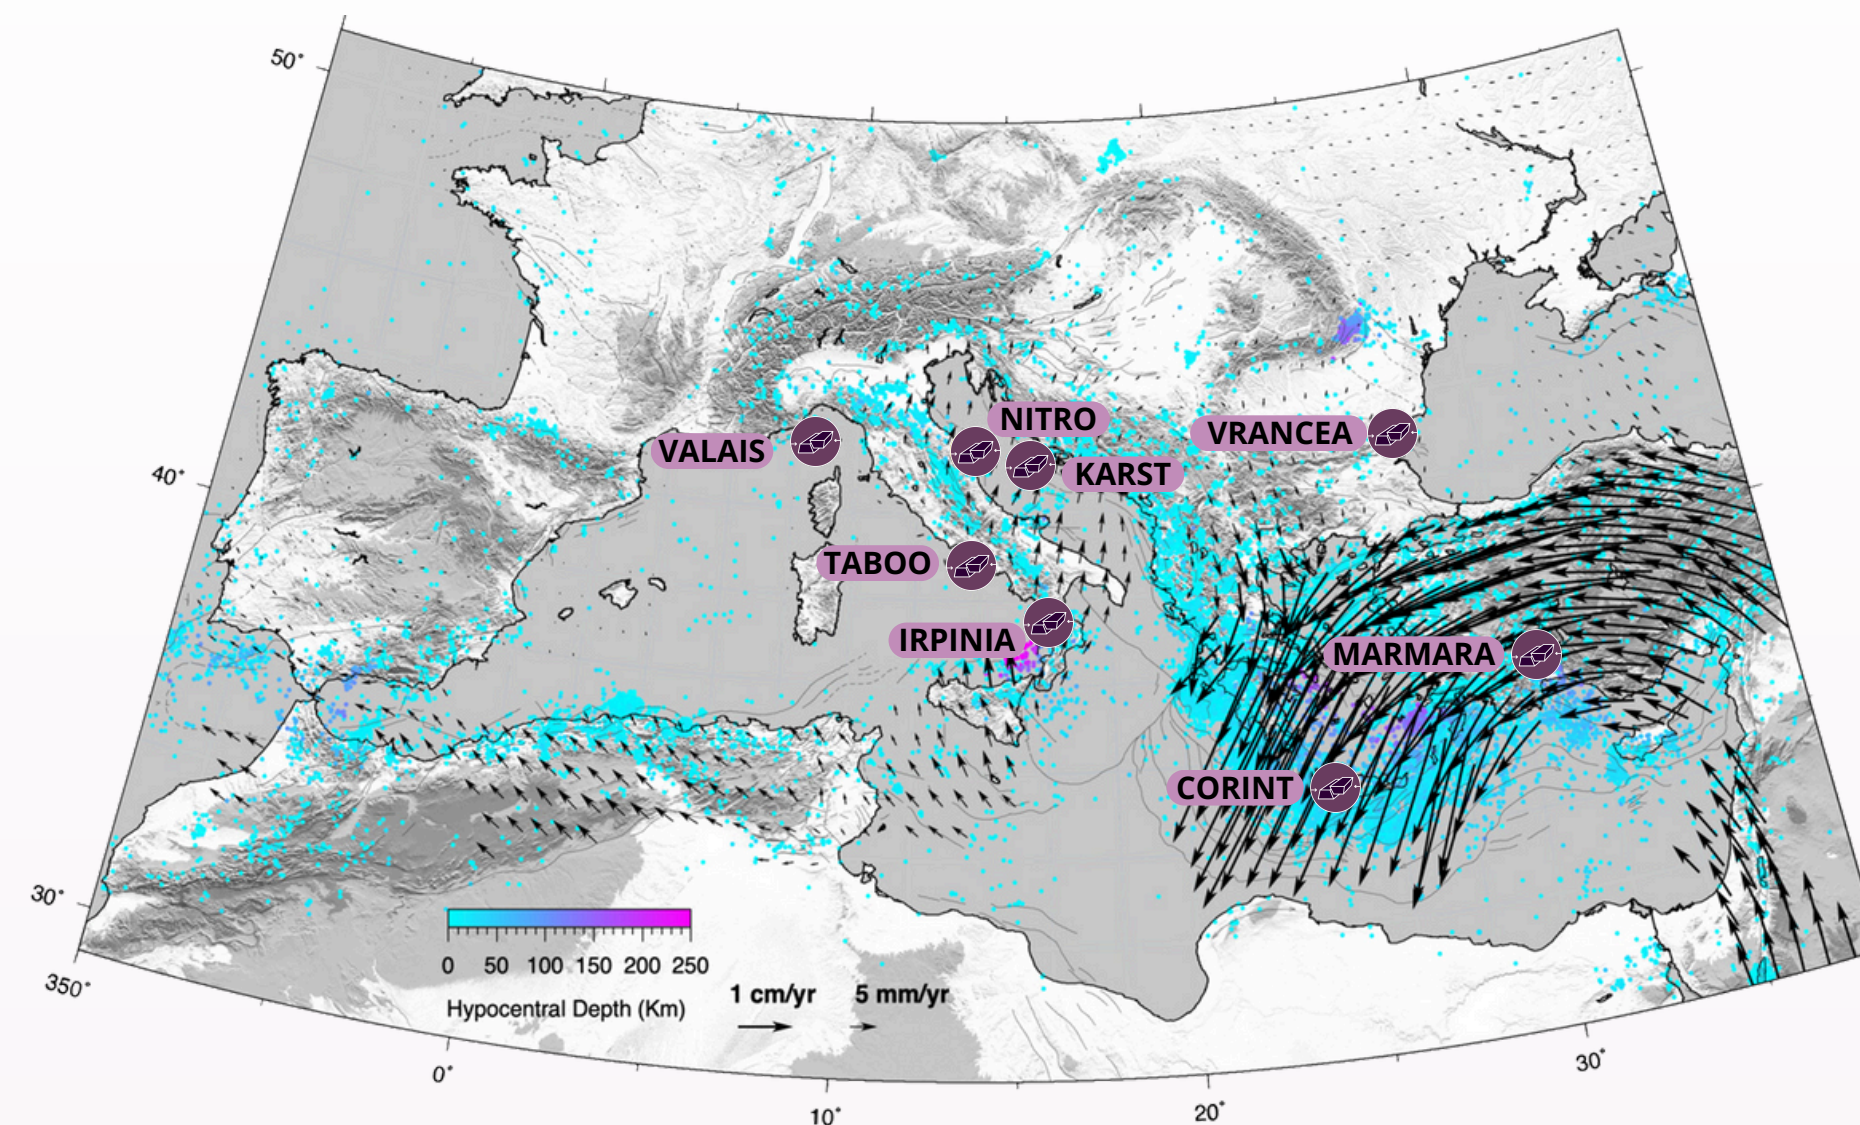 50°
40°
30°
350°
0°
10°
20°
30°
NITRO
VRANCEA
VALAIS
KARST
TABOO
IRPINIA
MARMARA
CORINT
0 50 100 150 200 250
Hypocentral Depth (Km)
1 cm/yr 5 mm/yr